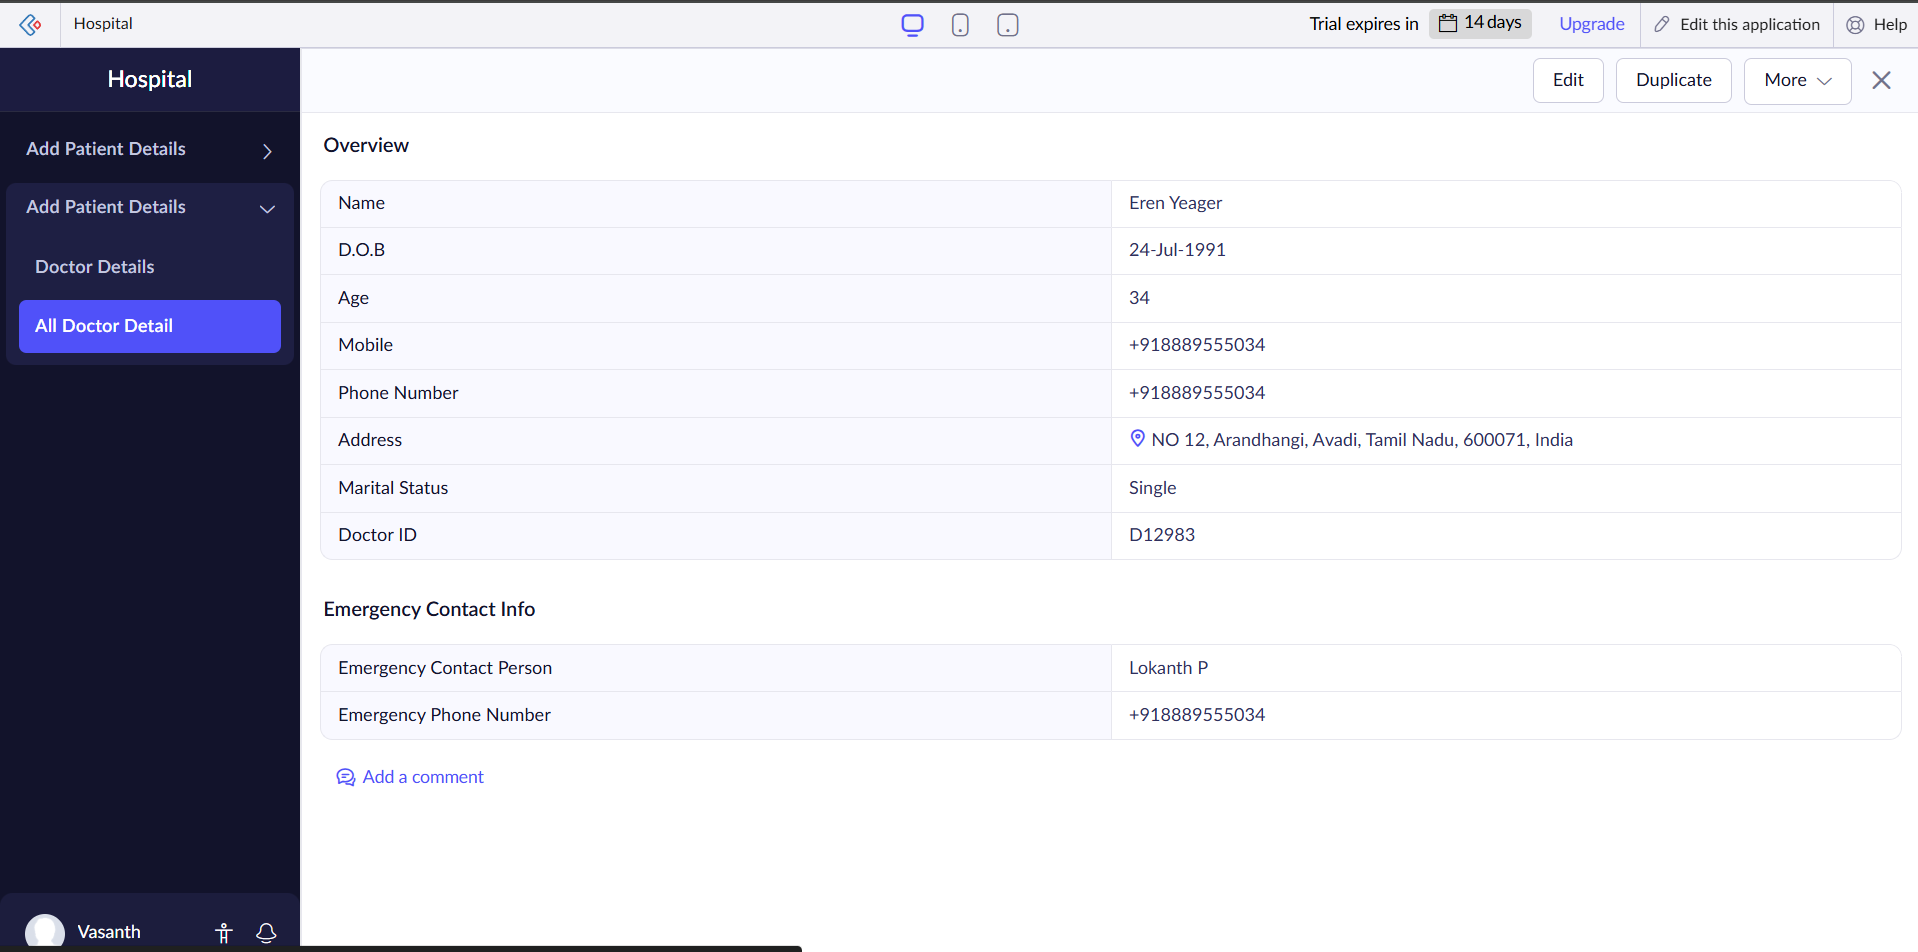 Hospital
Trial expires in 14 days Upgrade Edit this application Help
Hospital
Edit Duplicate More
Add Patient Details
Add Patient Details
Doctor Details
All Doctor Detail
Overview
Name Eren Yeager
D.O.B 24-Jul-1991
Age 34
Mobile +918889555034
Phone Number +918889555034
Address NO 12, Arandhangi, Avadi, Tamil Nadu, 600071, India
Marital Status Single
Doctor ID D12983
Emergency Contact Info
Emergency Contact Person Lokanth P
Emergency Phone Number +918889555034
Add a comment
Vasanth